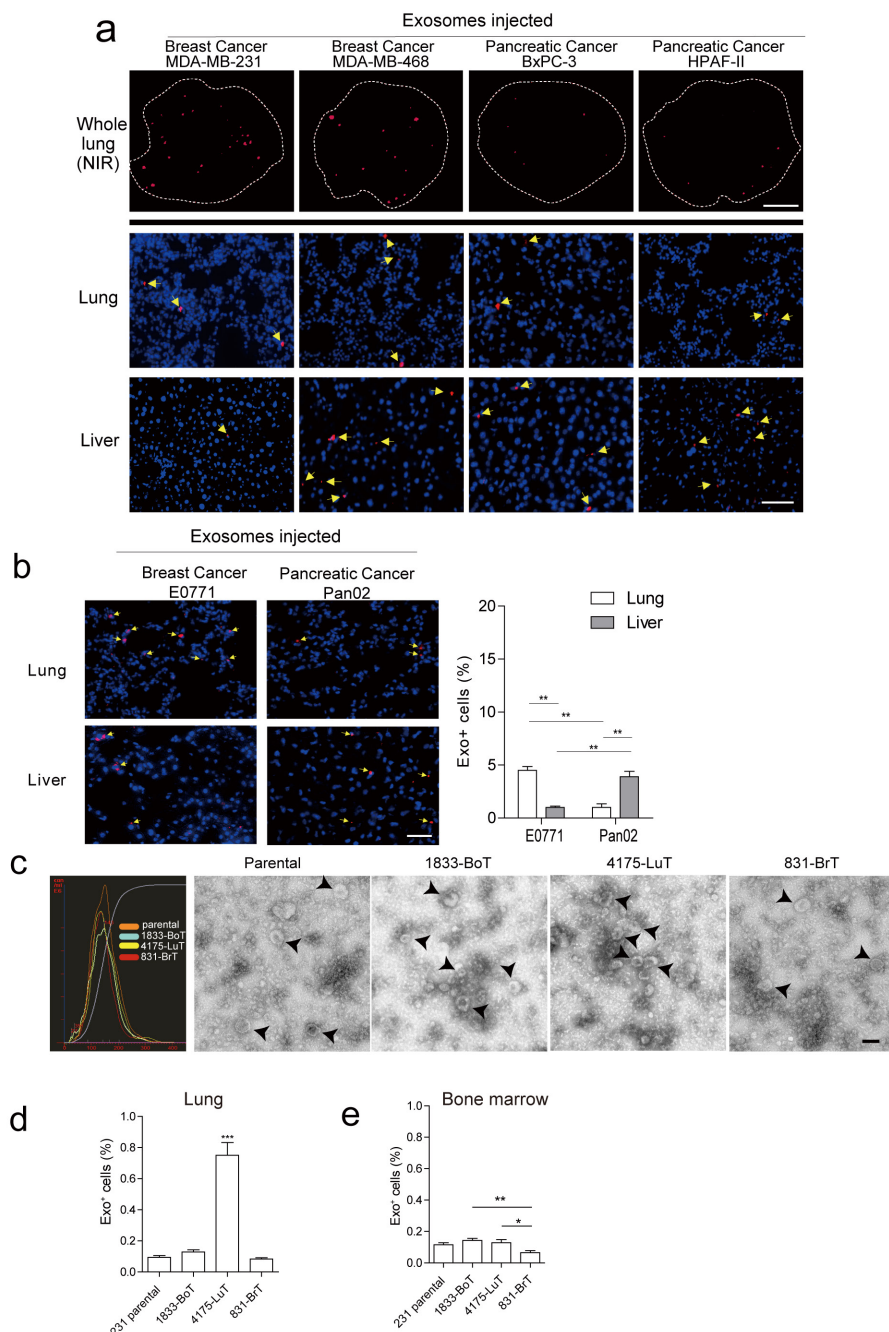 a
Exosomes injected
Breast Cancer
MDA-MB-231
Breast Cancer
MDA-MB-468
Pancreatic Cancer
BxPC-3
Pancreatic Cancer
HPAF-II
Whole
lung
(NIR)
Lung
Liver
b
Exosomes injected
Breast Cancer
E0771
Pancreatic Cancer
Pan02
Lung
Liver
Lung
Liver
Exo+ cells (%)
20
15
10
5
0
**
**
**
**
E0771
Pan02
c
Parental
1833-BoT
4175-LuT
831-BrT
parental
1833-BoT
4175-LuT
831-BrT
0
100
200
300
400
d
Lung
Exo⁺ cells (%)
1.0
0.8
0.6
0.4
0.2
0.0
***
231 parental
1833-BoT
4175-LuT
831-BrT
e
Bone marrow
Exo⁺ cells (%)
1.0
0.8
0.6
0.4
0.2
0.0
**
*
231 parental
1833-BoT
4175-LuT
831-BrT